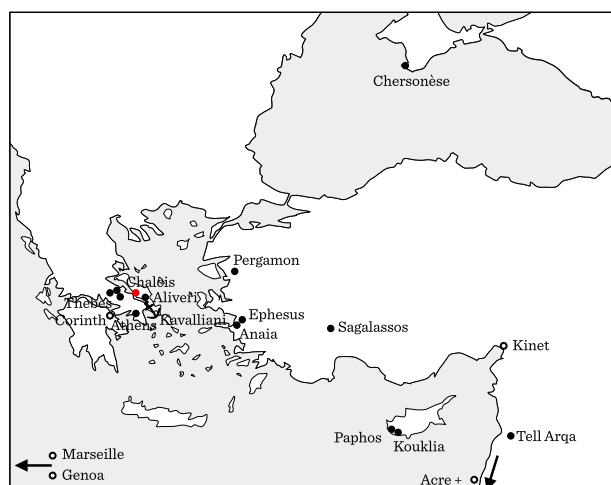 Chersonèse
Pergamon
Chalcis
Aliveri
Thebes
Kavalliani
Corinth
Athens
Ephesus
Anaia
Sagalassos
Kinet
Paphos
Kouklia
Tell Arqa
Marseille
Genoa
Acre +